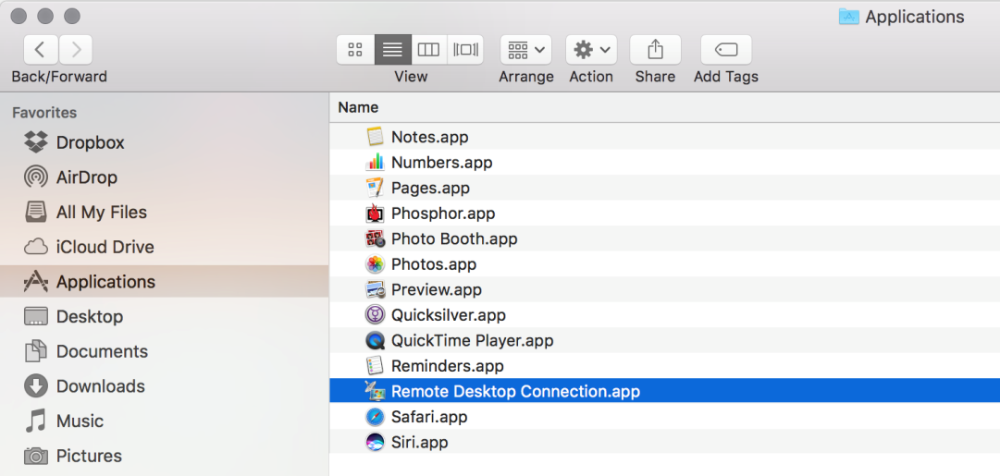 Applications
Back/Forward
View
Arrange
Action
Share
Add Tags
Favorites
Dropbox
AirDrop
All My Files
iCloud Drive
Applications
Desktop
Documents
Downloads
Music
Pictures
Name
Notes.app
Numbers.app
Pages.app
Phosphor.app
Photo Booth.app
Photos.app
Preview.app
Quicksilver.app
QuickTime Player.app
Reminders.app
Remote Desktop Connection.app
Safari.app
Siri.app